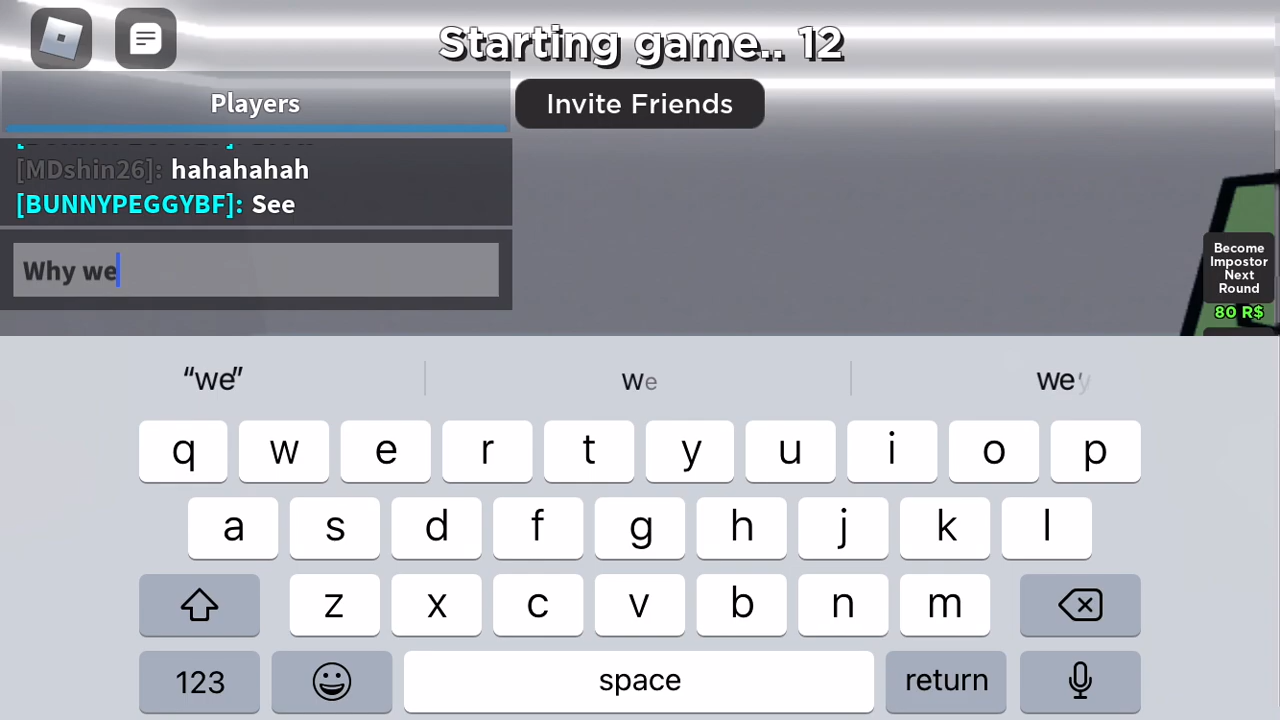 Starting game.. 12
Players
Invite Friends
[MDshin26]: hahahahah
[BUNNYPEGGYBF]: See
Why we
Become
Impostor
Next
Round
80 R$
“we” we wey
q w e r t y u i o p
a s d f g h j k l
z x c v b n m
123 space return